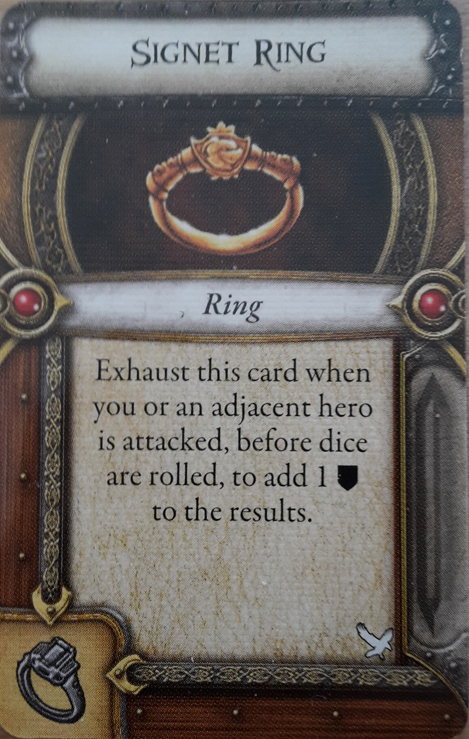 SIGNET RING
Ring
Exhaust this card when
you or an adjacent hero
is attacked, before dice
are rolled, to add 1
to the results.